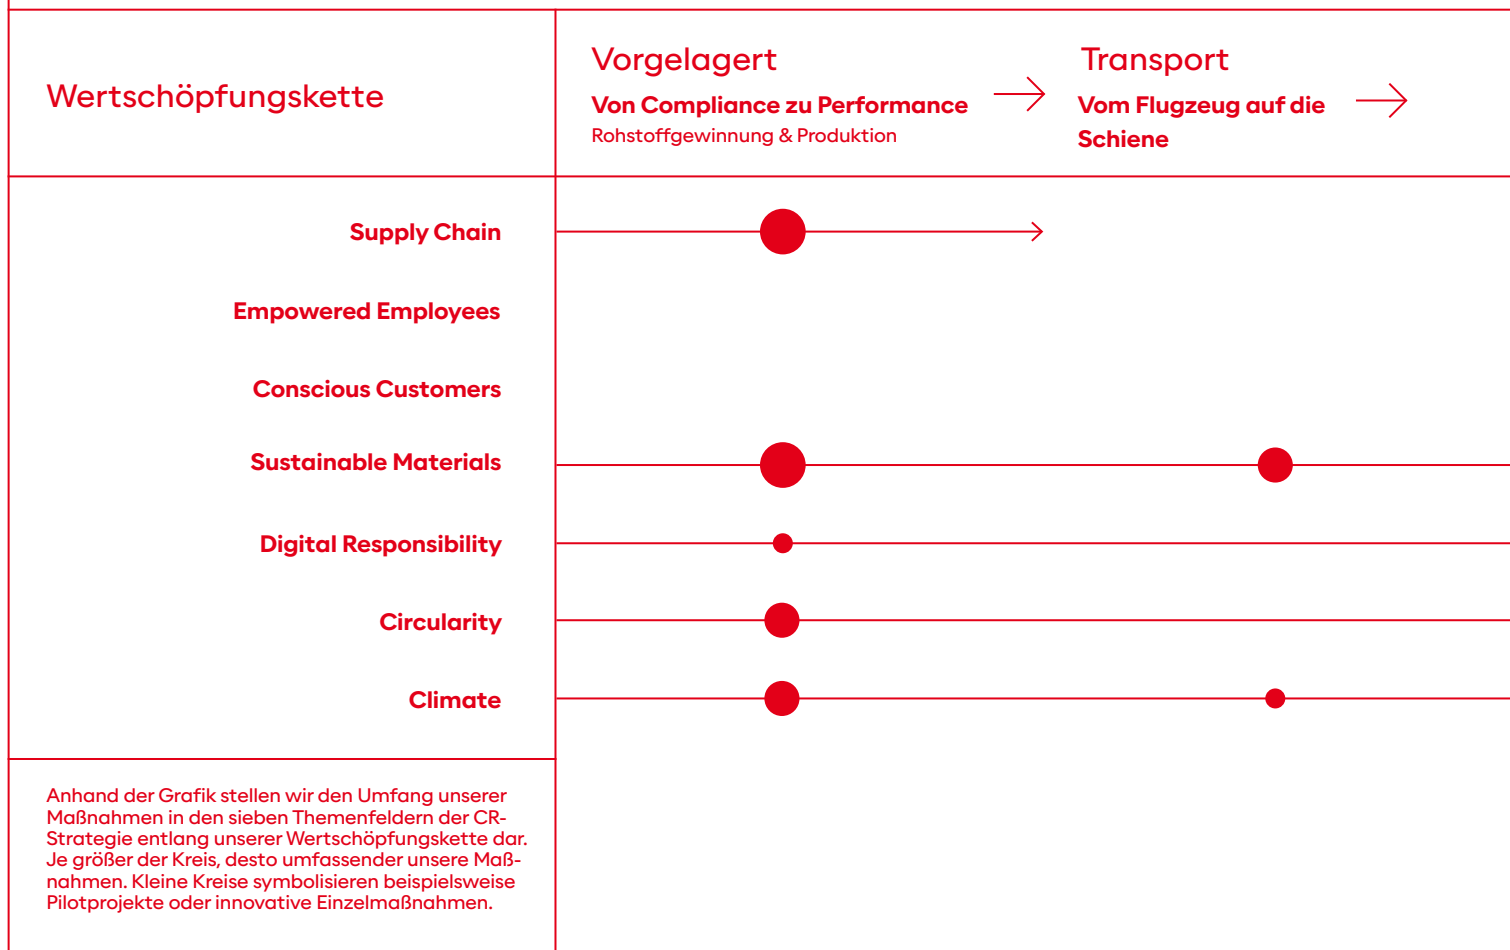 Wertschöpfungskette
Vorgelagert
Von Compliance zu Performance
Rohstoffgewinnung & Produktion
Transport
Vom Flugzeug auf die
Schiene
Supply Chain
Empowered Employees
Conscious Customers
Sustainable Materials
Digital Responsibility
Circularity
Climate
Anhand der Grafik stellen wir den Umfang unserer
Maßnahmen in den sieben Themenfeldern der CR-
Strategie entlang unserer Wertschöpfungskette dar.
Je größer der Kreis, desto umfassender unsere Maß-
nahmen. Kleine Kreise symbolisieren beispielsweise
Pilotprojekte oder innovative Einzelmaßnahmen.